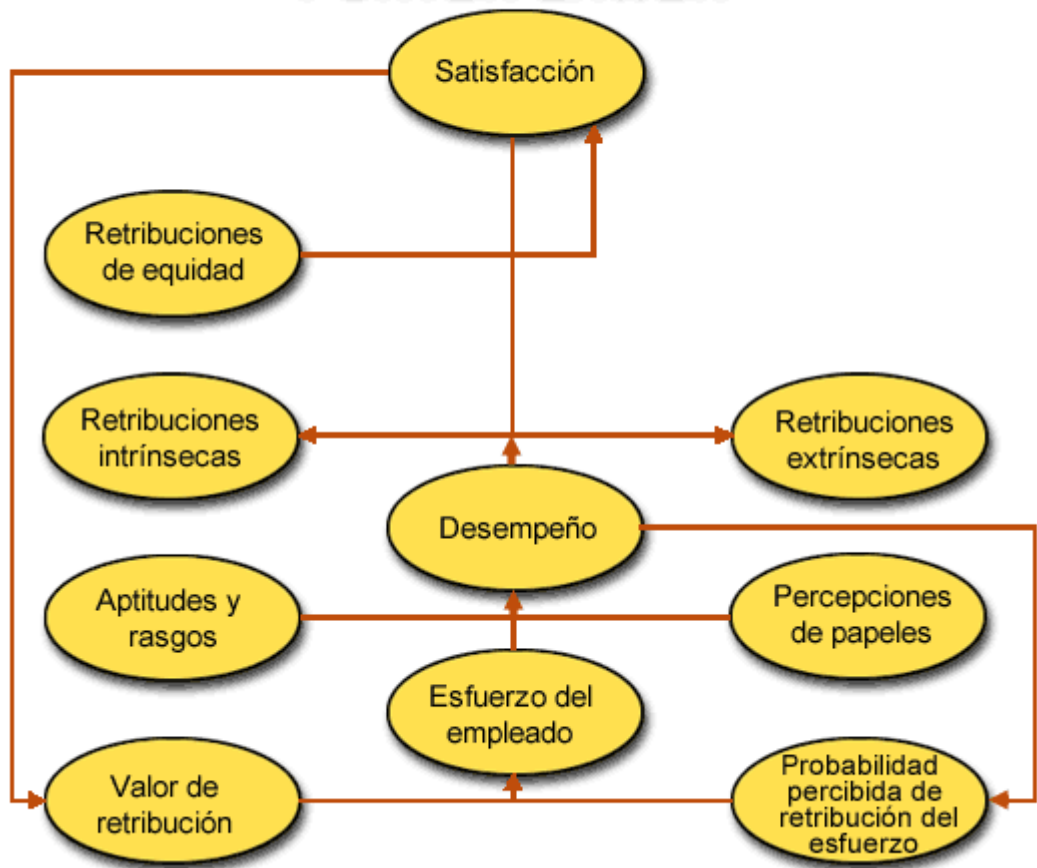 Satisfacción
Retribuciones
de equidad
Retribuciones
intrínsecas
Retribuciones
extrínsecas
Desempeño
Aptitudes y
rasgos
Percepciones
de papeles
Esfuerzo del
empleado
Valor de
retribución
Probabilidad
percibida de
retribución del
esfuerzo